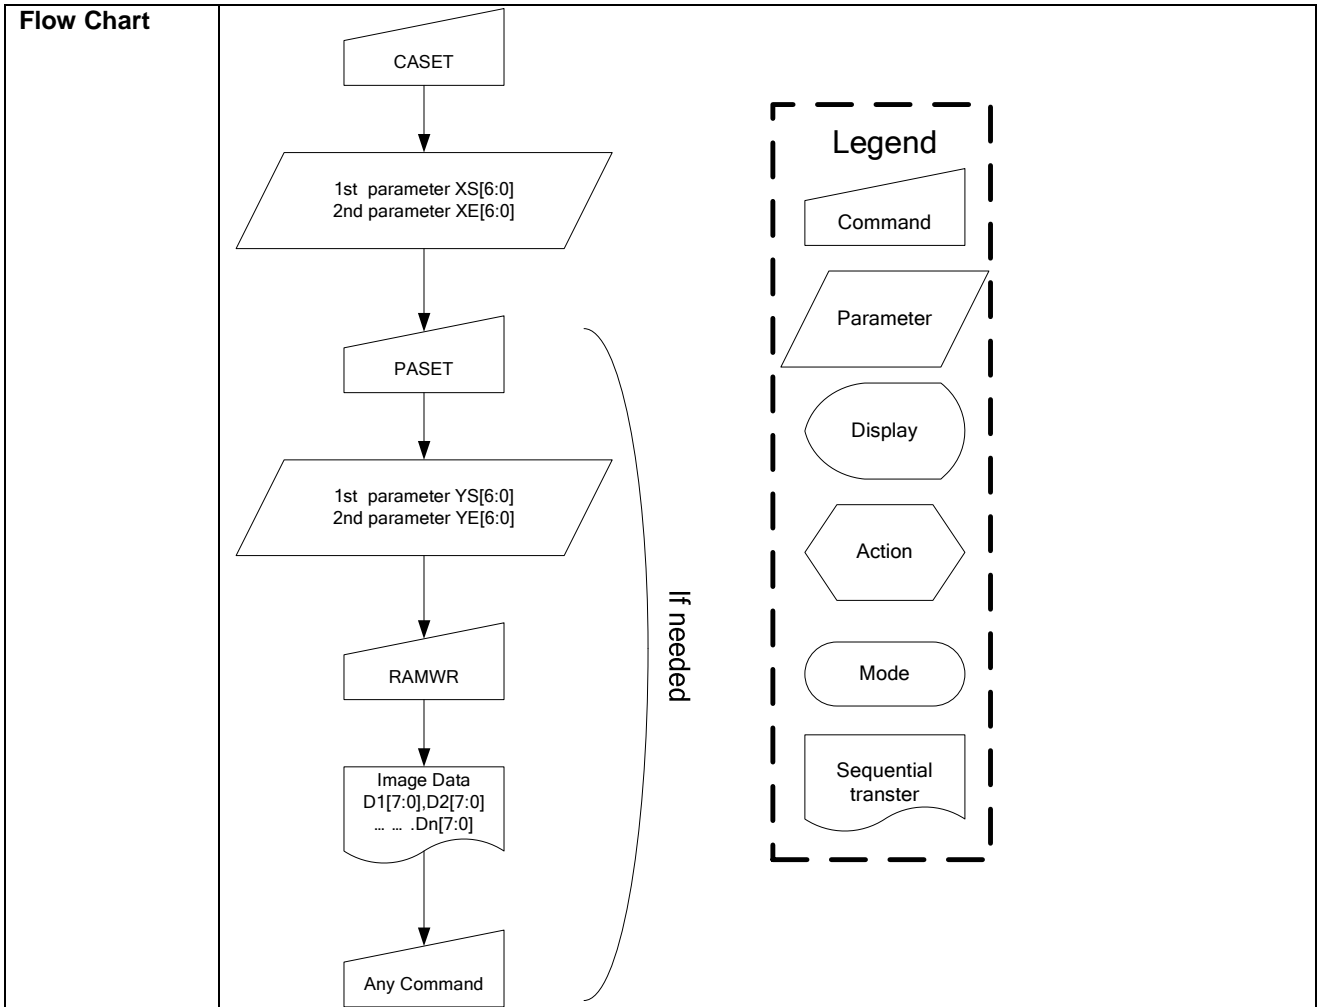 Flow Chart
CASET
1st parameter XS[6:0]
2nd parameter XE[6:0]
PASET
1st parameter YS[6:0]
2nd parameter YE[6:0]
RAMWR
Image Data
D1[7:0],D2[7:0]
... ... .Dn[7:0]
Any Command
If needed
Legend
Command
Parameter
Display
Action
Mode
Sequential
transter